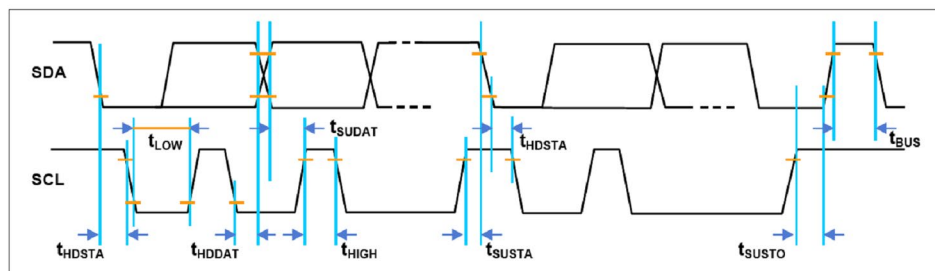 SDA
tLOW
tSUDAT
tHDSTA
tBUS
SCL
tHDSTA
tHDDAT
tHIGH
tSUSTA
tSUSTO